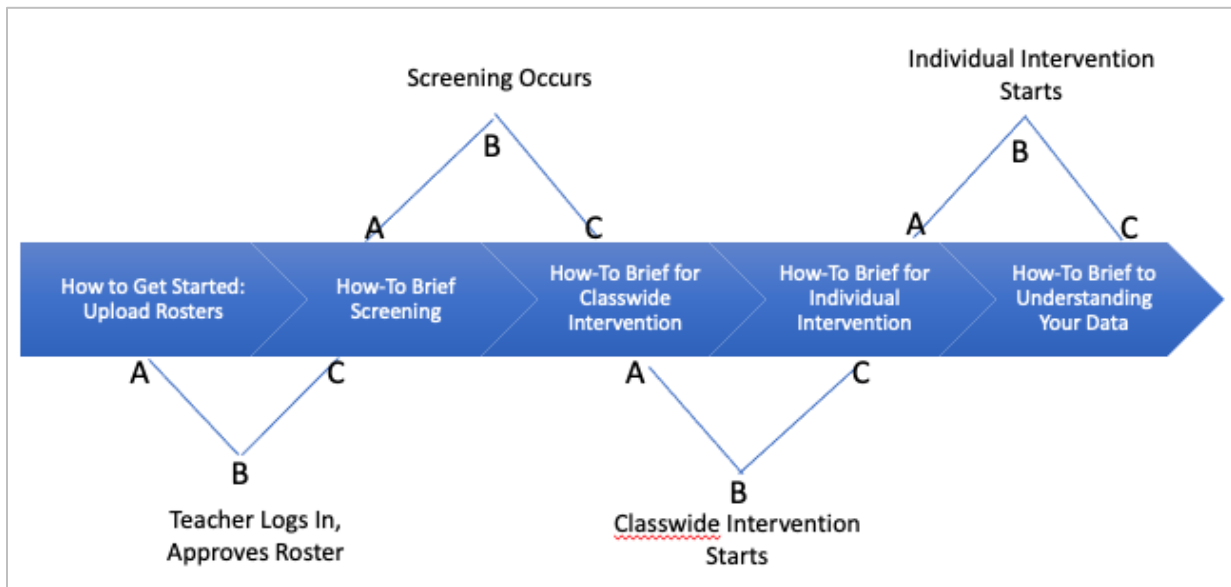 Individual Intervention
Starts
Screening Occurs
B
B
A
C
A
C
How to Get Started:
Upload Rosters
How-To Brief
Screening
How-To Brief for
Classwide
Intervention
How-To Brief for
Individual
Intervention
How-To Brief to
Understanding
Your Data
A
C
A
C
B
B
Teacher Logs In,
Approves Roster
Classwide Intervention
Starts